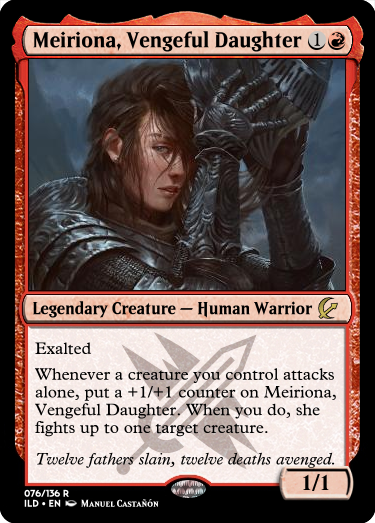 Meiriona, Vengeful Daughter 1
Legendary Creature — Human Warrior
Exalted
Whenever a creature you control attacks
alone, put a +1/+1 counter on Meiriona,
Vengeful Daughter. When you do, she
fights up to one target creature.
Twelve fathers slain, twelve deaths avenged.
1/1
076/136 R
ILD • EN Manuel Castañón